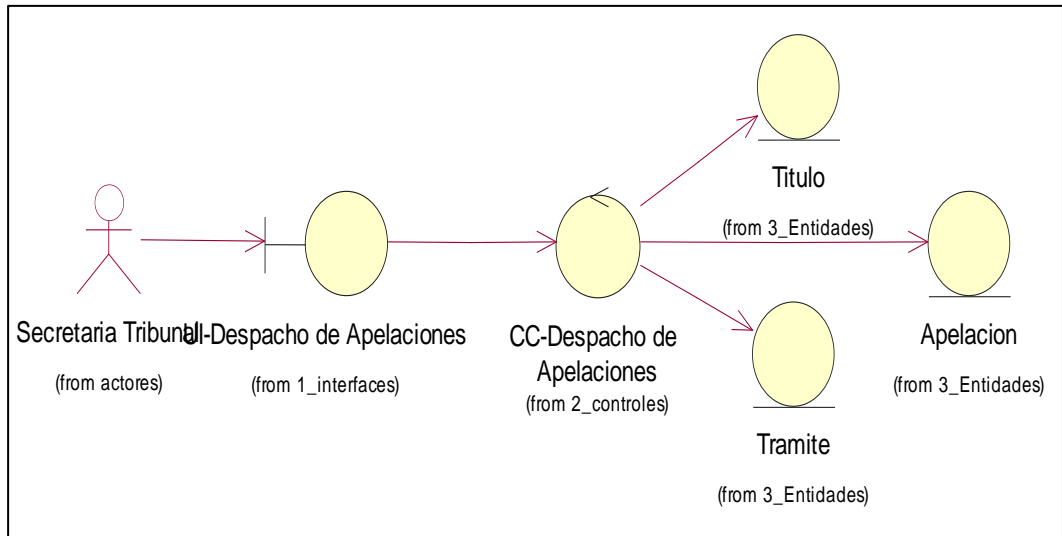 Titulo
(from 3_Entidades)
Secretaria Tribunal
(from actores)
UI-Despacho de Apelaciones
(from 1_interfaces)
CC-Despacho de
Apelaciones
(from 2_controles)
Apelacion
(from 3_Entidades)
Tramite
(from 3_Entidades)